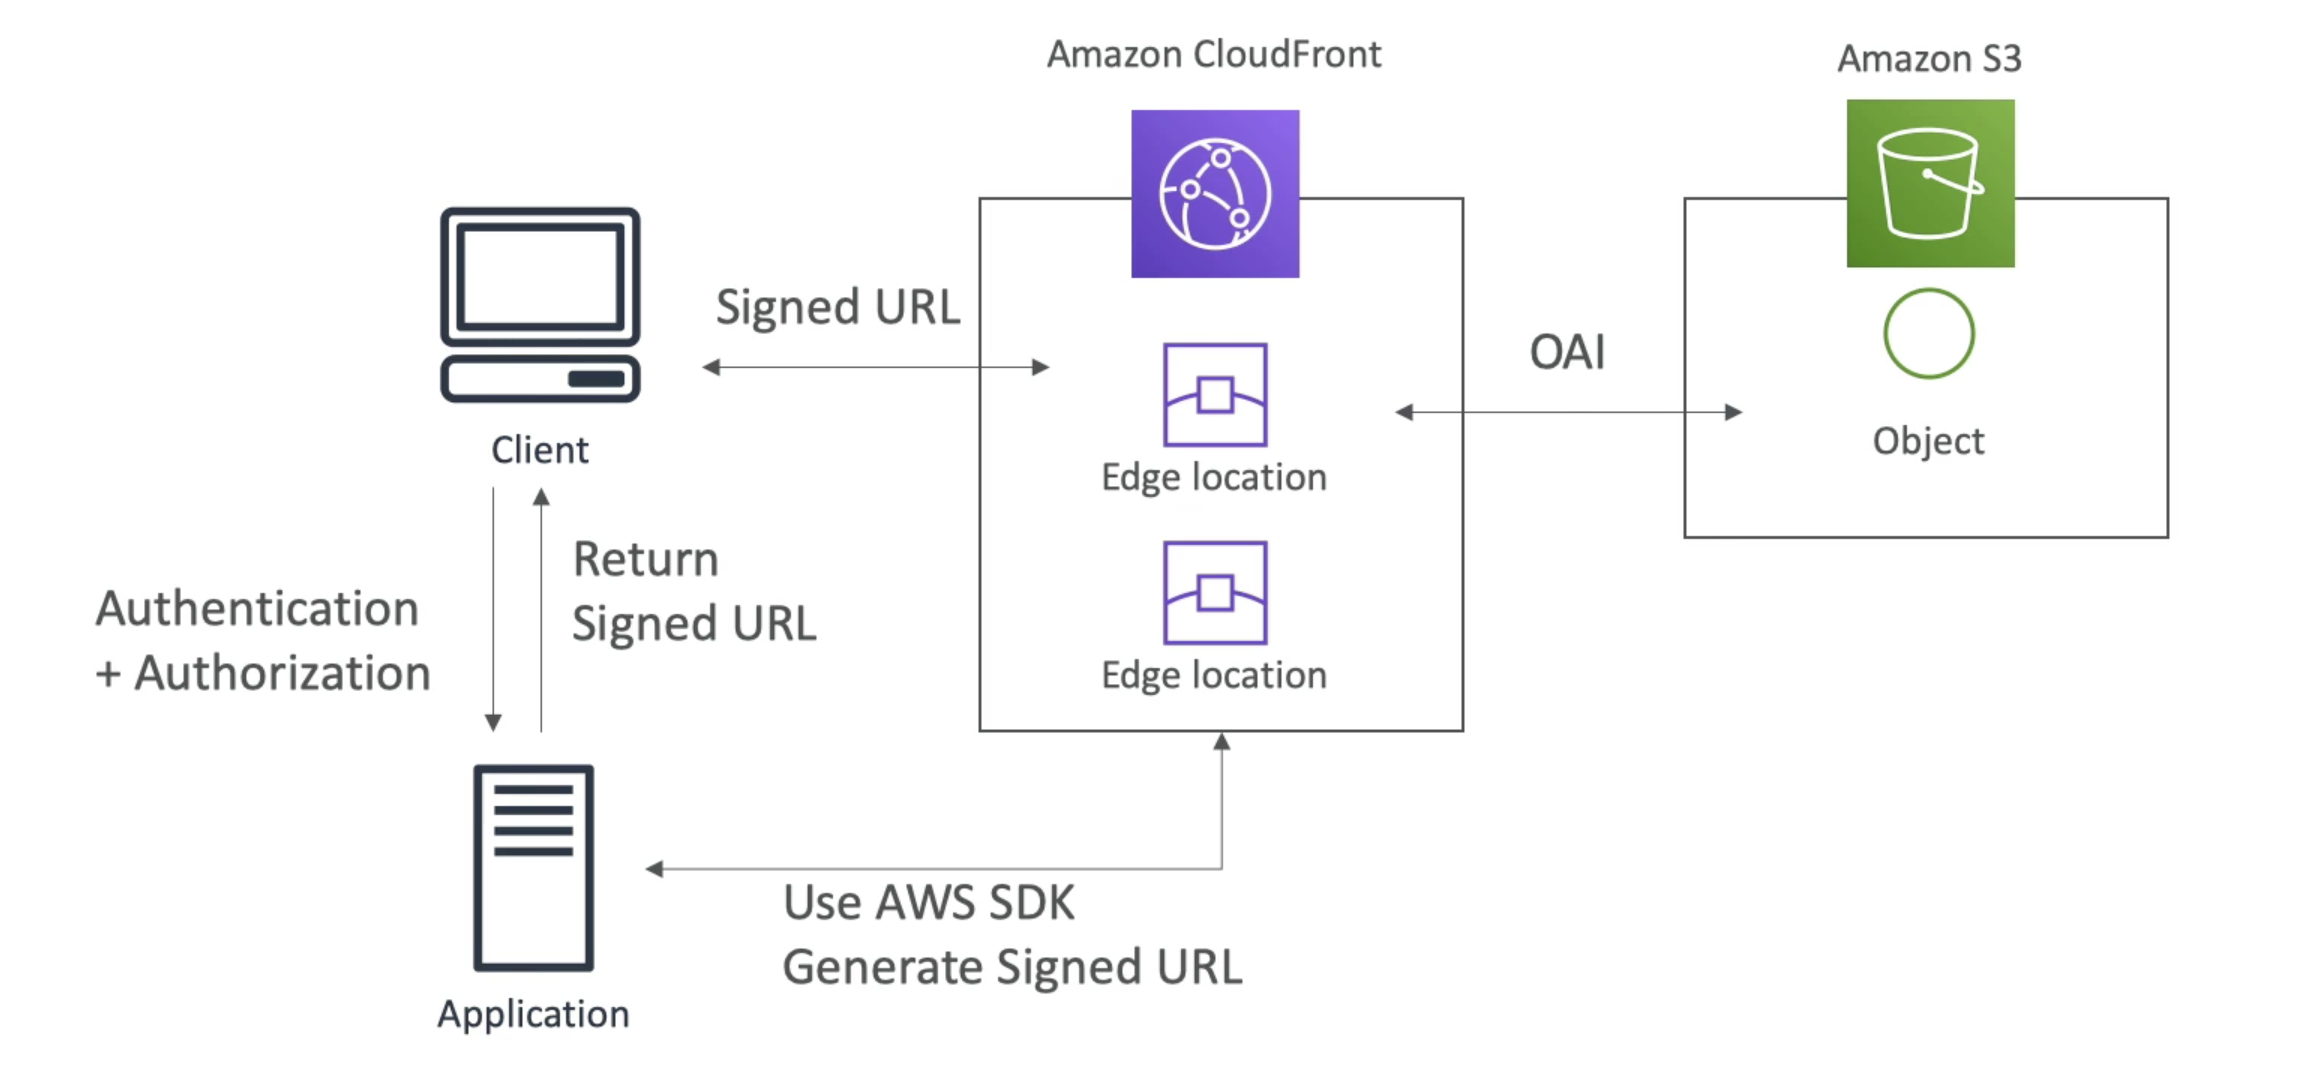 Amazon CloudFront
Amazon S3
Signed URL
OAI
Client
Object
Edge location
Return
Signed URL
Authentication
+ Authorization
Edge location
Use AWS SDK
Generate Signed URL
Application